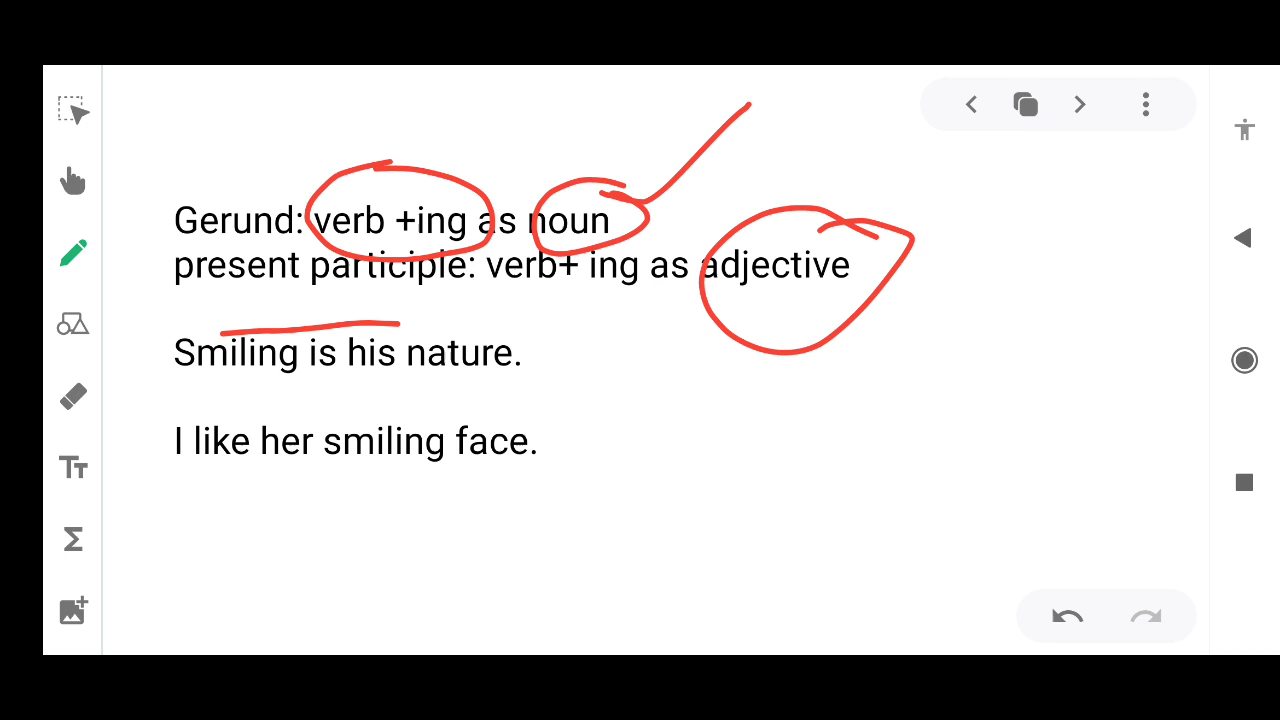 Gerund: verb +ing as noun
present participle: verb+ ing as adjective
Smiling is his nature.
I like her smiling face.